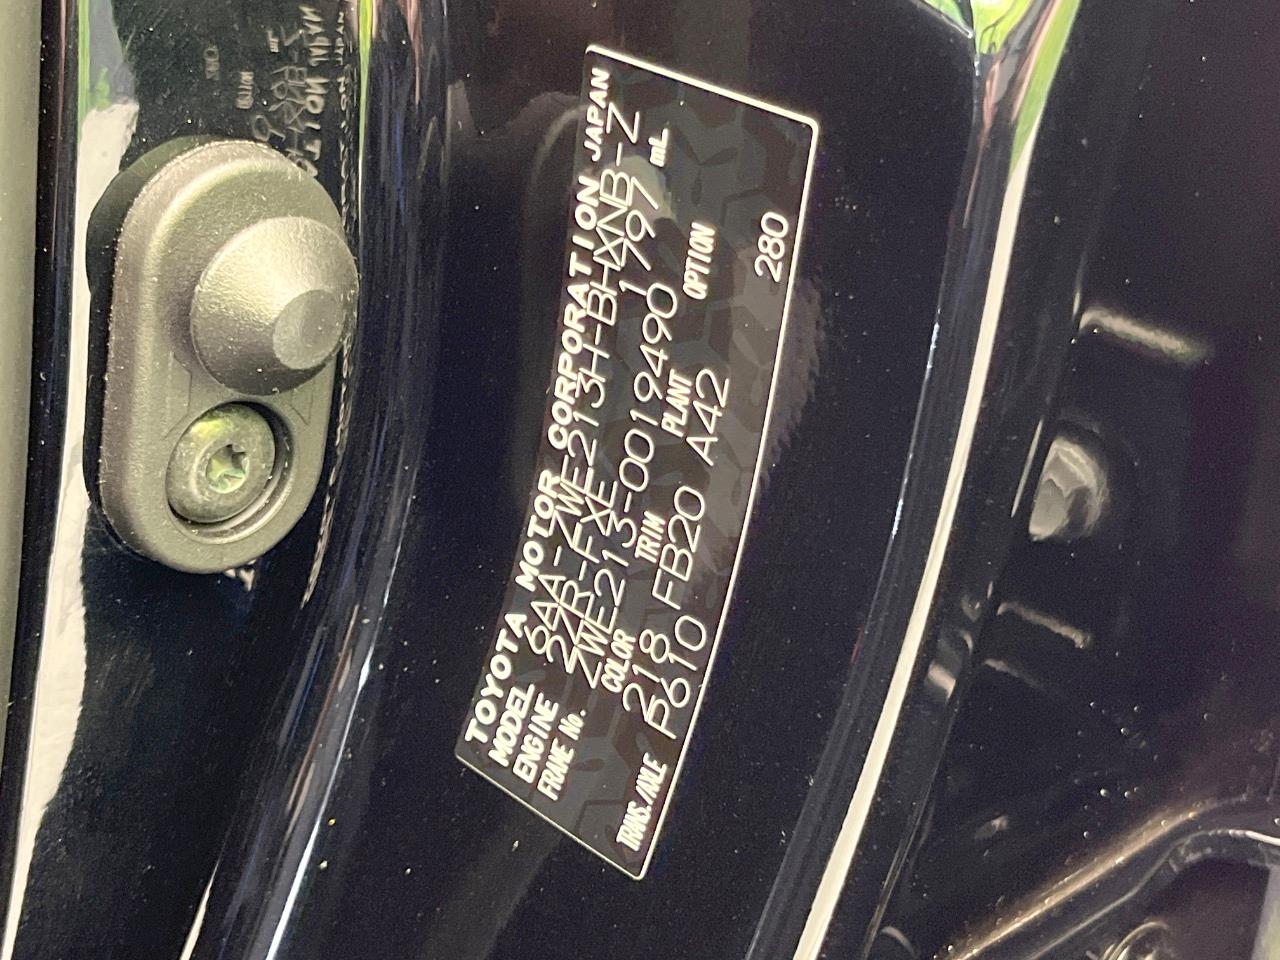 TOYOTA MOTOR CORPORATION JAPAN
MODEL 6AA-ZWE213H-BHXNB-Z
ENGINE 2ZR-FXE 1797 mL
FRAME No. ZWE213-0019490
COLOR TRIM PLANT OPTION
218 FB20 A42
TRANS./AXLE P610 280